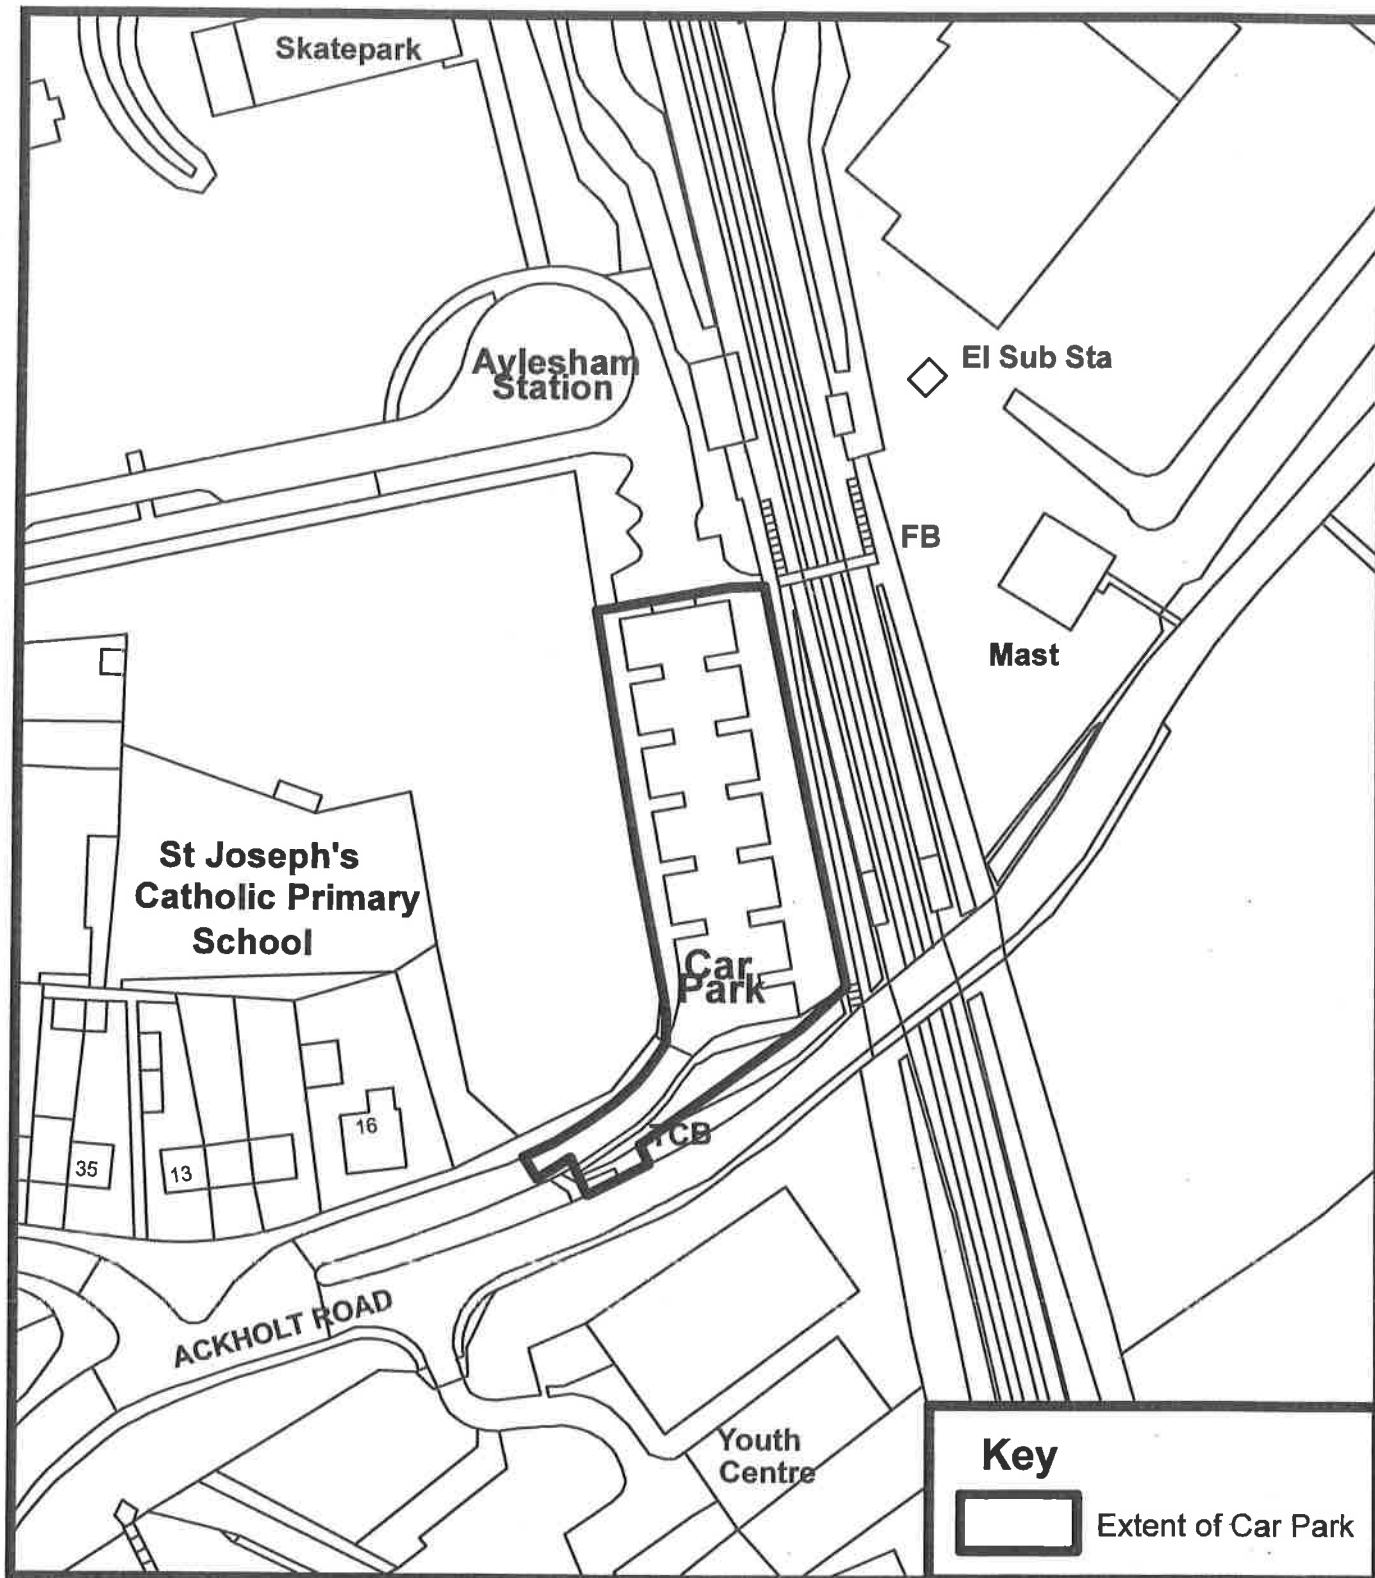 Skatepark
Aylesham
Station
El Sub Sta
FB
Mast
St Joseph's
Catholic Primary
School
Car
Park
TCB
16
35
13
ACKHOLT ROAD
Youth
Centre
Key
Extent of Car Park